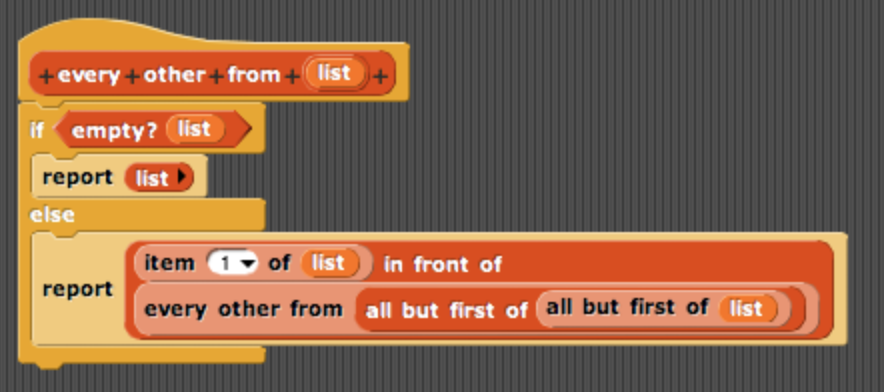 + every + other + from + list +
if empty? list
report list
else
report item 1 of list in front of
every other from all but first of all but first of list